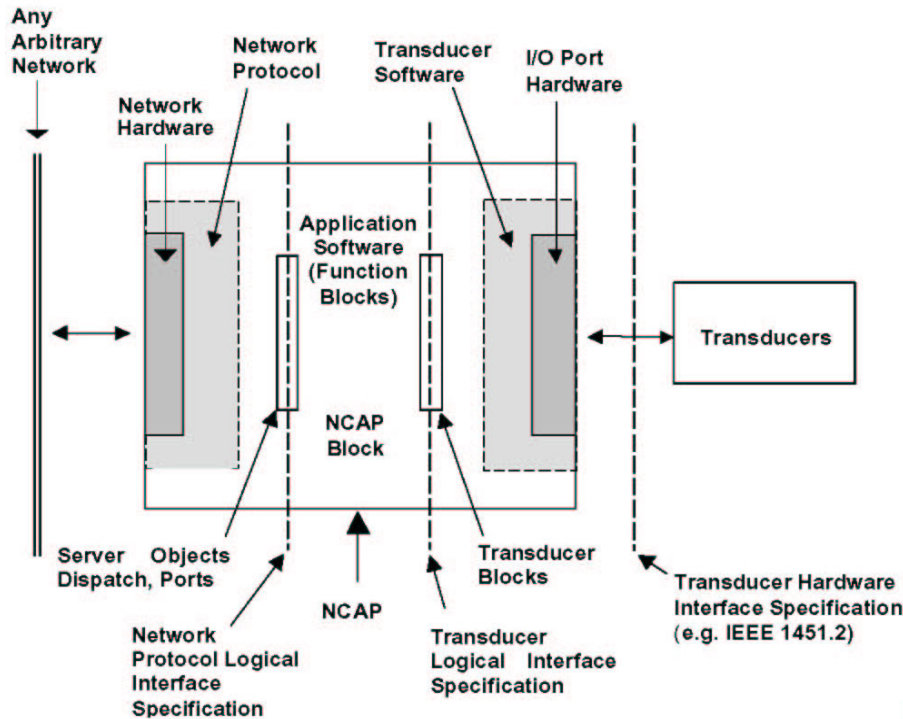 Any
Arbitrary
Network
Network
Protocol
Transducer
Software
I/O Port
Hardware
Network
Hardware
Application
Software
(Function
Blocks)
Transducers
NCAP
Block
Server Objects
Dispatch, Ports
NCAP
Transducer
Blocks
Transducer Hardware
Interface Specification
(e.g. IEEE 1451.2)
Network
Protocol Logical
Interface
Specification
Transducer
Logical Interface
Specification